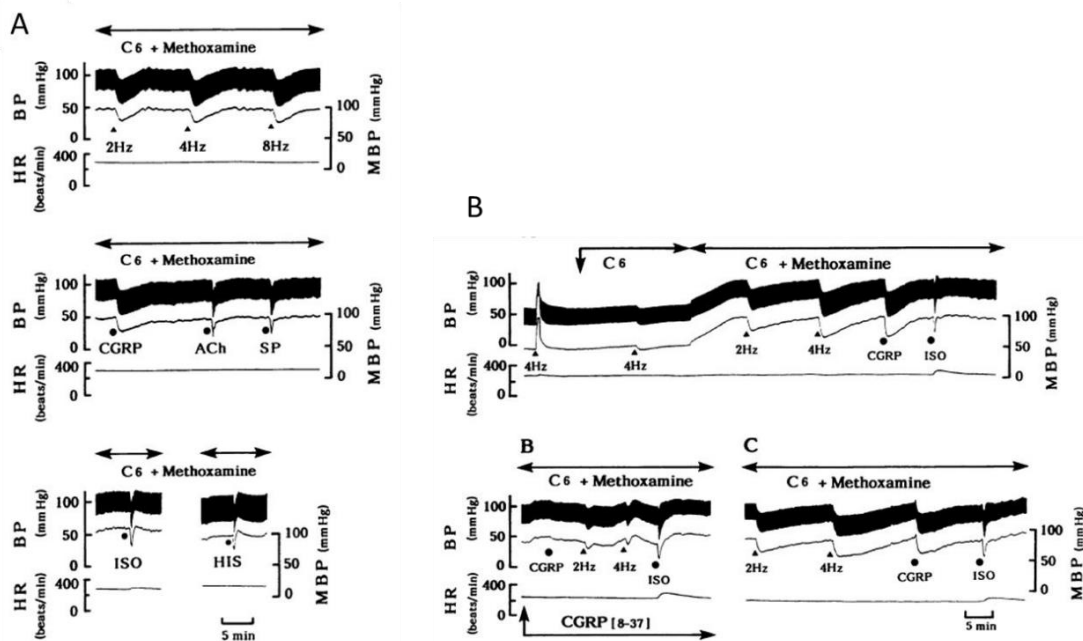 A
C6 + Methoxamine
BP
(mmHg)
100
50
0
100
50
0
MBP (mmHg)
2Hz 4Hz 8Hz
HR
(beats/min)
400
200
0
C6 + Methoxamine
BP
(mmHg)
100
50
0
100
50
0
MBP (mmHg)
CGRP ACh SP
HR
(beats/min)
400
200
0
C6 + Methoxamine
BP
(mmHg)
100
50
0
100
50
0
MBP (mmHg)
ISO HIS
HR
(beats/min)
400
200
0
5 min
B
C6 C6 + Methoxamine
BP
(mmHg)
100
50
0
100
50
0
MBP (mmHg)
4Hz 4Hz 2Hz 4Hz CGRP ISO
HR
(beats/min)
400
200
0
B C
C6 + Methoxamine C6 + Methoxamine
BP
(mmHg)
100
50
0
100
50
0
MBP (mmHg)
CGRP 2Hz 4Hz ISO 2Hz 4Hz CGRP ISO
HR
(beats/min)
400
200
0
CGRP [8-37]
5 min